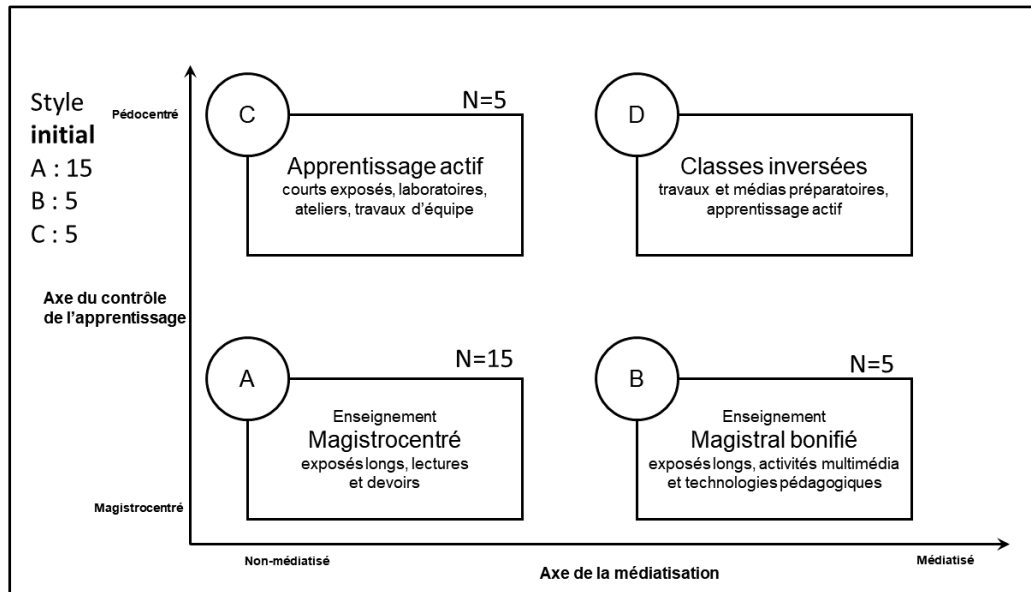 Style
initial
A : 15
B : 5
C : 5
Pédocentré
Axe du contrôle
de l'apprentissage
Magistrocentré
C
N=5
Apprentissage actif
courts exposés, laboratoires,
ateliers, travaux d'équipe
D
Classes inversées
travaux et médias préparatoires,
apprentissage actif
A
N=15
Enseignement
Magistrocentré
exposés longs, lectures
et devoirs
B
N=5
Enseignement
Magistral bonifié
exposés longs, activités multimédia
et technologies pédagogiques
Non-médiatisé
Axe de la médiatisation
Médiatisé